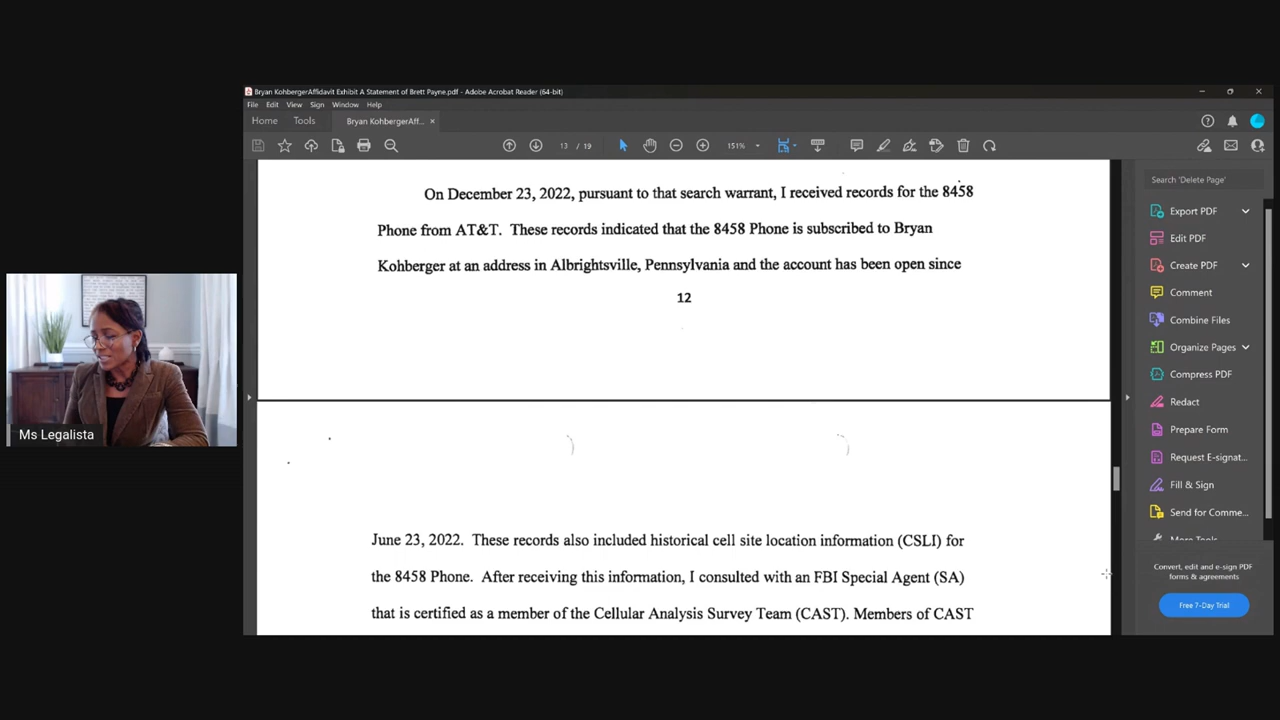 Bryan KohbergerAffidavit Exhibit A Statement of Brett Payne.pdf - Adobe Acrobat Reader (64-bit)
File Edit View Sign Window Help
Home Tools Bryan KohbergerAff... ×
13 / 19 151%
Search 'Delete Page'
On December 23, 2022, pursuant to that search warrant, I received records for the 8458
Phone from AT&T. These records indicated that the 8458 Phone is subscribed to Bryan
Kohberger at an address in Albrightsville, Pennsylvania and the account has been open since
12
June 23, 2022. These records also included historical cell site location information (CSLI) for
the 8458 Phone. After receiving this information, I consulted with an FBI Special Agent (SA)
that is certified as a member of the Cellular Analysis Survey Team (CAST). Members of CAST
Export PDF
Edit PDF
Create PDF
Comment
Combine Files
Organize Pages
Compress PDF
Redact
Prepare Form
Request E-signat...
Fill & Sign
Send for Comme...
More Tools
Convert, edit and e-sign PDF
forms & agreements
Free 7-Day Trial
Ms Legalista